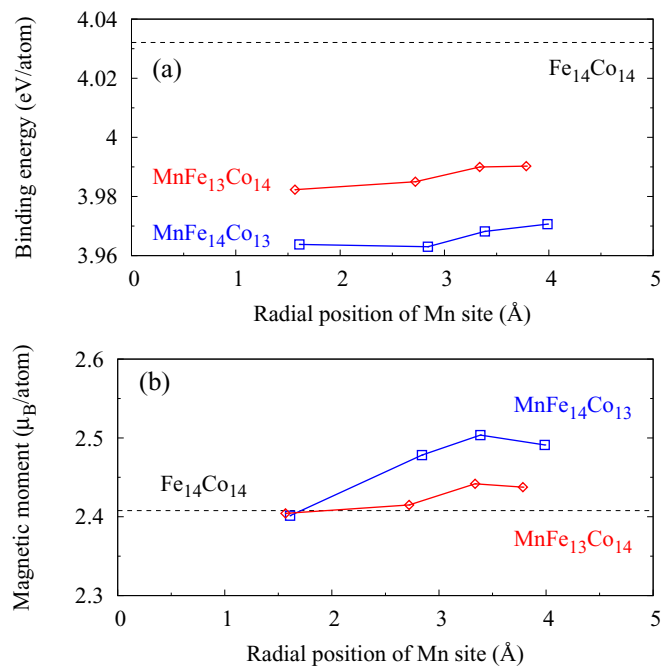 4.04
4.03
4
3.98
3.96
Binding energy (eV/atom)
(a)
Fe₁₄Co₁₄
MnFe₁₃Co₁₄
MnFe₁₄Co₁₃
0 1 2 3 4 5
Radial position of Mn site (Å)
2.6
2.5
2.4
2.3
Magnetic moment (μ_B/atom)
(b)
MnFe₁₄Co₁₃
Fe₁₄Co₁₄
MnFe₁₃Co₁₄
0 1 2 3 4 5
Radial position of Mn site (Å)